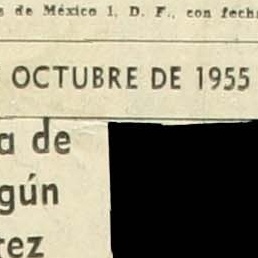 de México 1, D. F., con fech
OCTUBRE DE 1955
a de
gún
rez